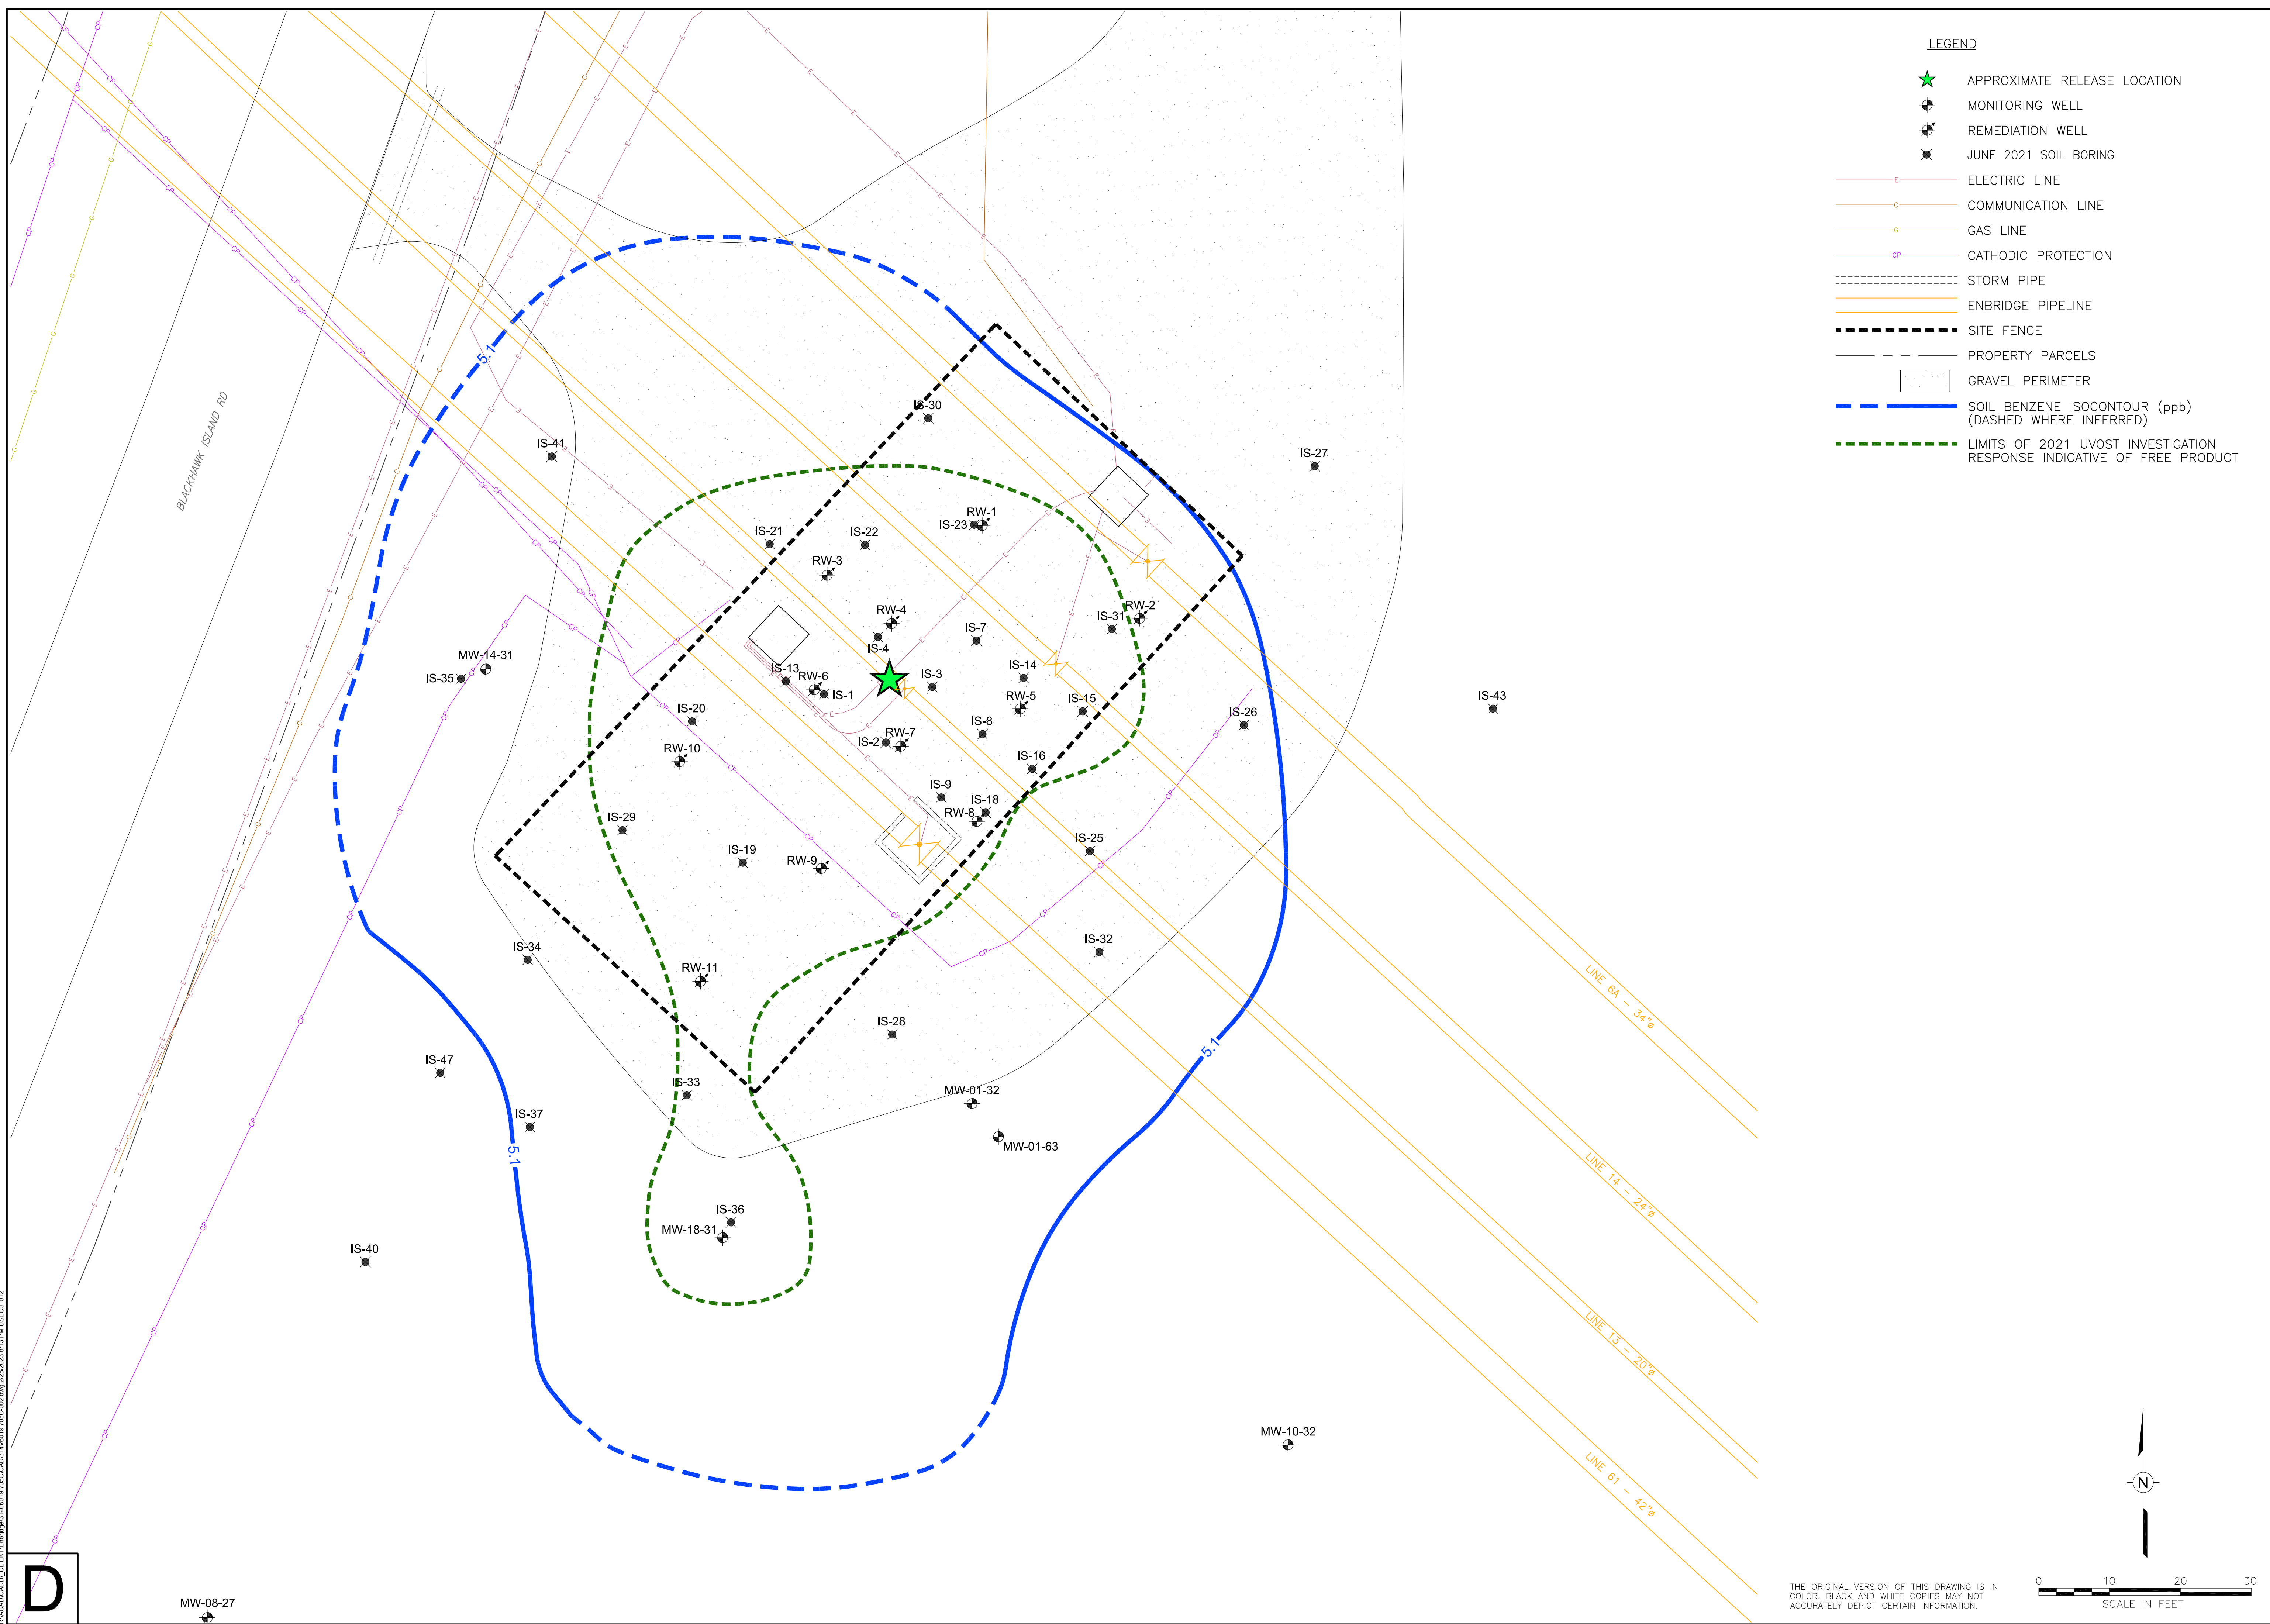 LEGEND
APPROXIMATE RELEASE LOCATION
MONITORING WELL
REMEDIATION WELL
JUNE 2021 SOIL BORING
E ELECTRIC LINE
C COMMUNICATION LINE
G GAS LINE
CP CATHODIC PROTECTION
STORM PIPE
ENBRIDGE PIPELINE
SITE FENCE
PROPERTY PARCELS
GRAVEL PERIMETER
SOIL BENZENE ISOCONTOUR (ppb)
(DASHED WHERE INFERRED)
LIMITS OF 2021 UVOST INVESTIGATION
RESPONSE INDICATIVE OF FREE PRODUCT
BLACKHAWK ISLAND RD
5.1
IS-30
IS-41
IS-27
RW-1
IS-23
IS-21
IS-22
RW-3
RW-4
IS-4
IS-7
IS-31
RW-2
MW-14-31
IS-35
IS-13
RW-6
IS-1
IS-3
IS-14
RW-5
IS-15
IS-43
IS-20
IS-8
IS-26
IS-2
RW-7
RW-10
IS-16
IS-9
IS-18
RW-8
IS-29
IS-19
RW-9
IS-25
IS-34
IS-32
RW-11
IS-28
5.1
IS-47
IS-33
MW-01-32
IS-37
MW-01-63
5.1
IS-36
MW-18-31
IS-40
MW-10-32
MW-08-27
LINE 6A - 34"ø
LINE 14 - 24"ø
LINE 13 - 20"ø
LINE 61 - 42"ø
D
N
THE ORIGINAL VERSION OF THIS DRAWING IS IN
COLOR. BLACK AND WHITE COPIES MAY NOT
ACCURATELY DEPICT CERTAIN INFORMATION.
0 10 20 30
SCALE IN FEET